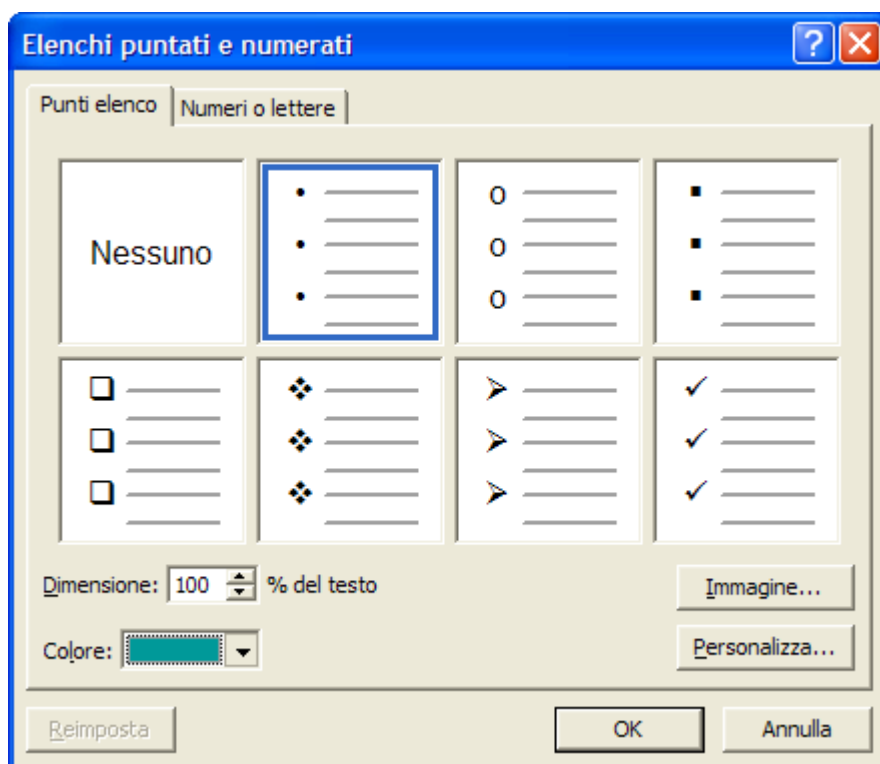 Elenchi puntati e numerati
Punti elenco
Numeri o lettere
Nessuno
Dimensione: 100 % del testo
Immagine...
Colore:
Personalizza...
Reimposta
OK
Annulla